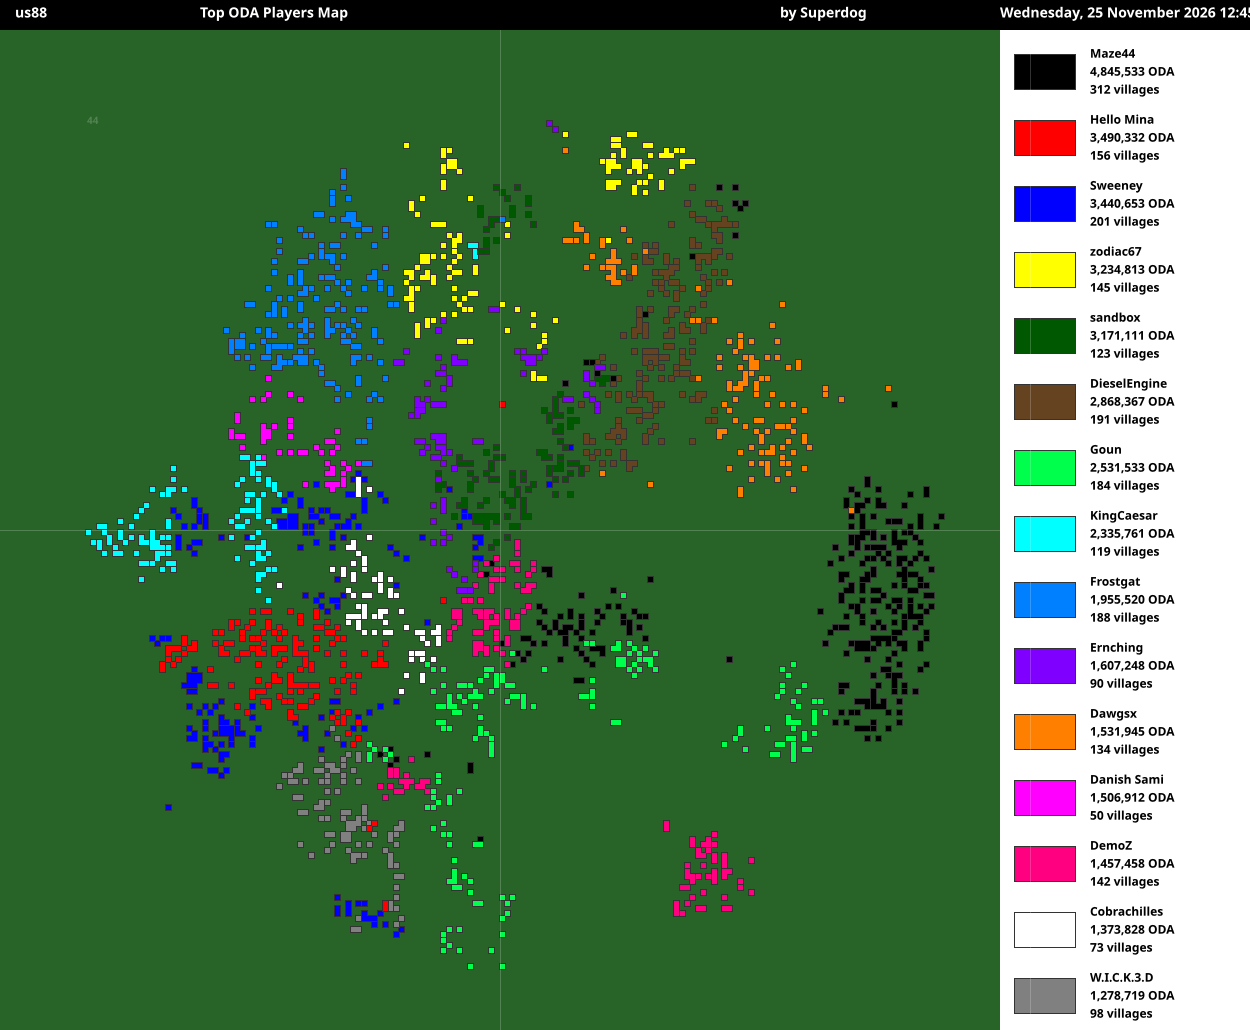 us88 Top ODA Players Map by Superdog Wednesday, 25 November 2026 12:45
44
Maze44
4,845,533 ODA
312 villages
Hello Mina
3,490,332 ODA
156 villages
Sweeney
3,440,653 ODA
201 villages
zodiac67
3,234,813 ODA
145 villages
sandbox
3,171,111 ODA
123 villages
DieselEngine
2,868,367 ODA
191 villages
Goun
2,531,533 ODA
184 villages
KingCaesar
2,335,761 ODA
119 villages
Frostgat
1,955,520 ODA
188 villages
Ernching
1,607,248 ODA
90 villages
Dawgsx
1,531,945 ODA
134 villages
Danish Sami
1,506,912 ODA
50 villages
DemoZ
1,457,458 ODA
142 villages
Cobrachilles
1,373,828 ODA
73 villages
W.I.C.K.3.D
1,278,719 ODA
98 villages